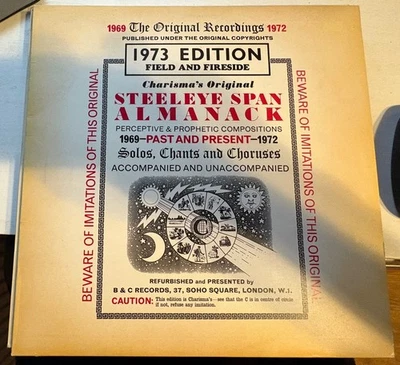 1969 The Original Recordings 1972
PUBLISHED UNDER THE ORIGINAL COPYRIGHTS
1973 EDITION
FIELD AND FIRESIDE
Charisma's Original
STEELEYE SPAN
ALMANACK
PERCEPTIVE & PROPHETIC COMPOSITIONS
1969—PAST AND PRESENT—1972
Solos, Chants and Choruses
ACCOMPANIED AND UNACCOMPANIED
C
REFURBISHED and PRESENTED by
B & C RECORDS, 37, SOHO SQUARE, LONDON, W.I.
CAUTION: This edition is Charisma's—see that the C is in centre of
if not, refuse any imitation.
BEWARE OF IMITATIONS OF THIS ORIGINAL
BEWARE OF IMITATIONS OF THIS ORIGINAL